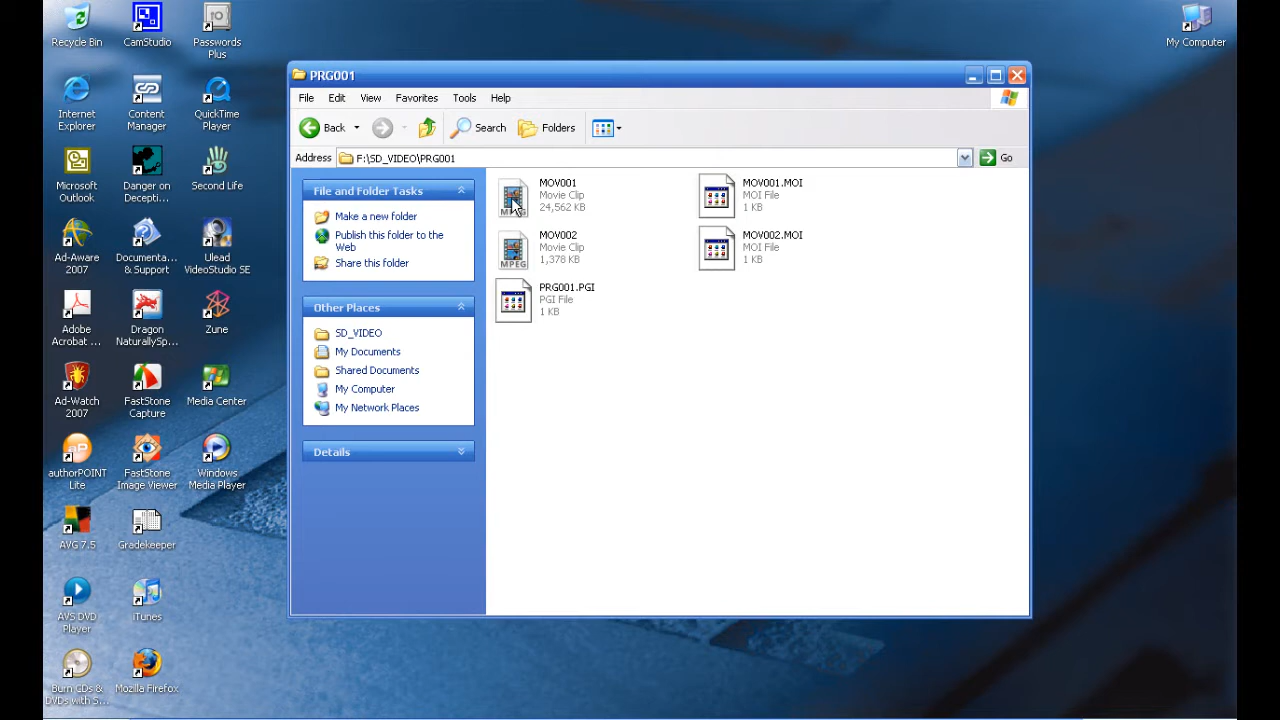 Recycle Bin
CamStudio
Passwords
Plus
My Computer
Internet
Explorer
Content
Manager
QuickTime
Player
Microsoft
Outlook
Danger on
Decepti...
Second Life
Ad-Aware
2007
Documenta...
& Support
Ulead
VideoStudio SE
Adobe
Acrobat ...
Dragon
NaturallySp...
Zune
Ad-Watch
2007
FastStone
Capture
Media Center
authorPOINT
Lite
FastStone
Image Viewer
Windows
Media Player
AVG 7.5
Gradekeeper
AVS DVD
Player
iTunes
Burn CDs &
DVDs with S...
Mozilla Firefox
PRG001
File Edit View Favorites Tools Help
Back Search Folders
Address F:\SD_VIDEO\PRG001 Go
File and Folder Tasks
Make a new folder
Publish this folder to the
Web
Share this folder
Other Places
SD_VIDEO
My Documents
Shared Documents
My Computer
My Network Places
Details
MOV001
Movie Clip
24,562 KB
MPEG
MOV001.MOI
MOI File
1 KB
MOV002
Movie Clip
1,378 KB
MPEG
MOV002.MOI
MOI File
1 KB
PRG001.PGI
PGI File
1 KB